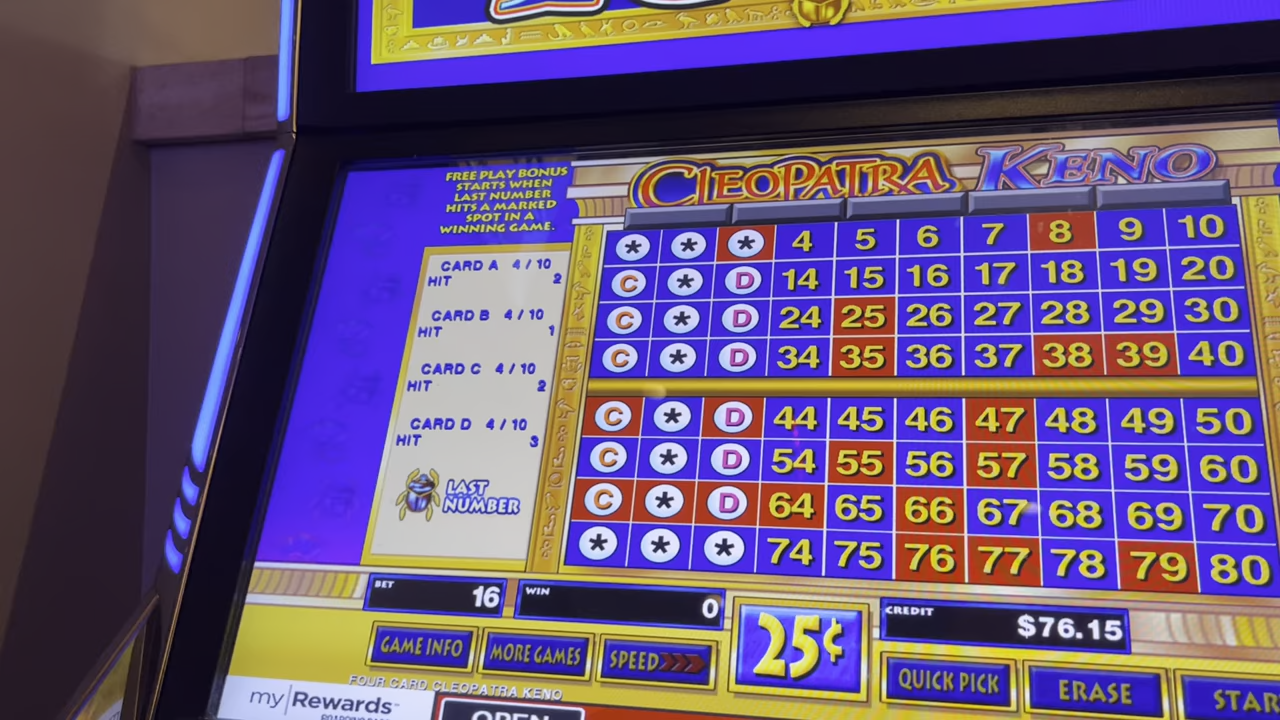 FREE PLAY BONUS
STARTS WHEN
LAST NUMBER
HITS A MARKED
SPOT IN A
WINNING GAME.
CLEOPATRA KENO
* * * 4 5 6 7 8 9 10
C * D 14 15 16 17 18 19 20
C * D 24 25 26 27 28 29 30
C * D 34 35 36 37 38 39 40
C * D 44 45 46 47 48 49 50
C * D 54 55 56 57 58 59 60
C * D 64 65 66 67 68 69 70
* * * 74 75 76 77 78 79 80
CARD A 4/10
HIT 2
CARD B 4/10
HIT 1
CARD C 4/10
HIT 2
CARD D 4/10
HIT 3
LAST
NUMBER
BET 16
WIN 0
25¢
CREDIT $76.15
GAME INFO
MORE GAMES
SPEED
QUICK PICK
ERASE
STAR
FOUR CARD CLEOPATRA KENO
my|Rewards
OPEN